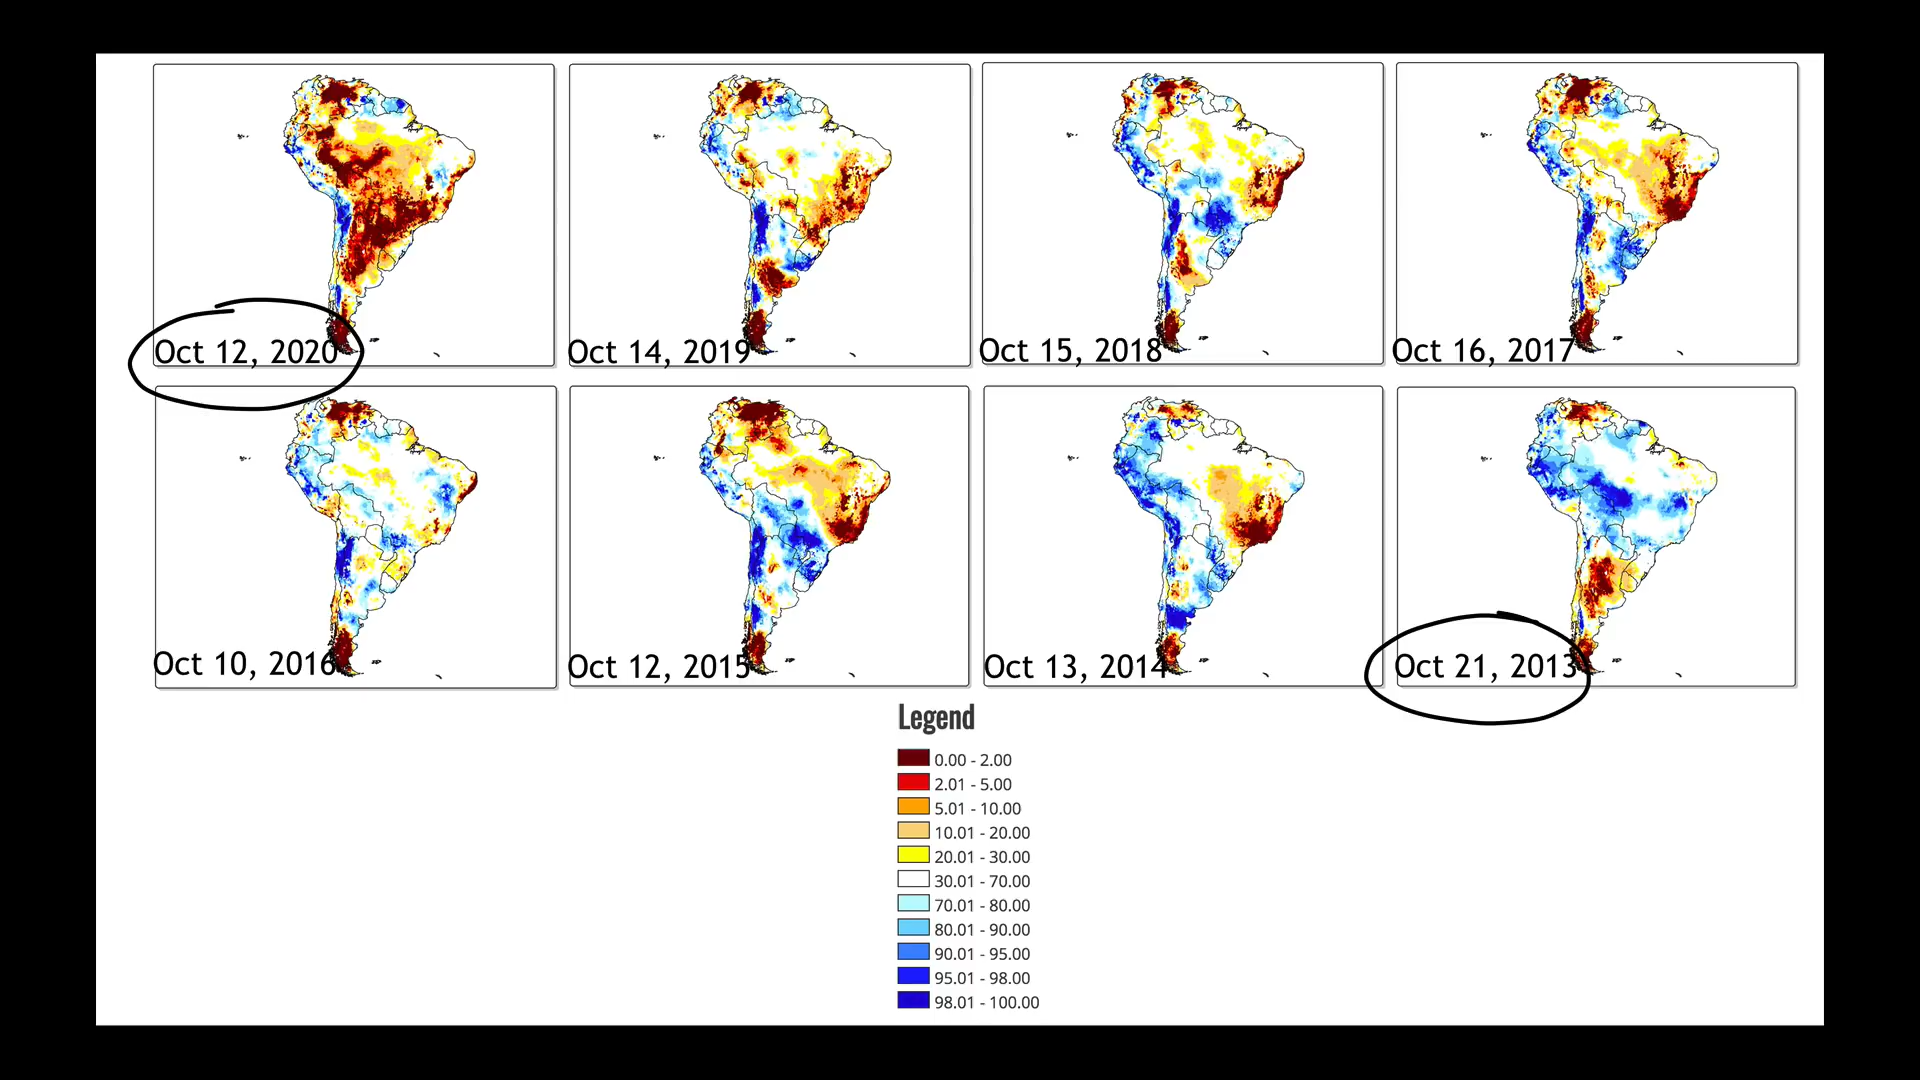 Oct 12, 2020
Oct 14, 2019
Oct 15, 2018
Oct 16, 2017
Oct 10, 2016
Oct 12, 2015
Oct 13, 2014
Oct 21, 2013
Legend
0.00 - 2.00
2.01 - 5.00
5.01 - 10.00
10.01 - 20.00
20.01 - 30.00
30.01 - 70.00
70.01 - 80.00
80.01 - 90.00
90.01 - 95.00
95.01 - 98.00
98.01 - 100.00